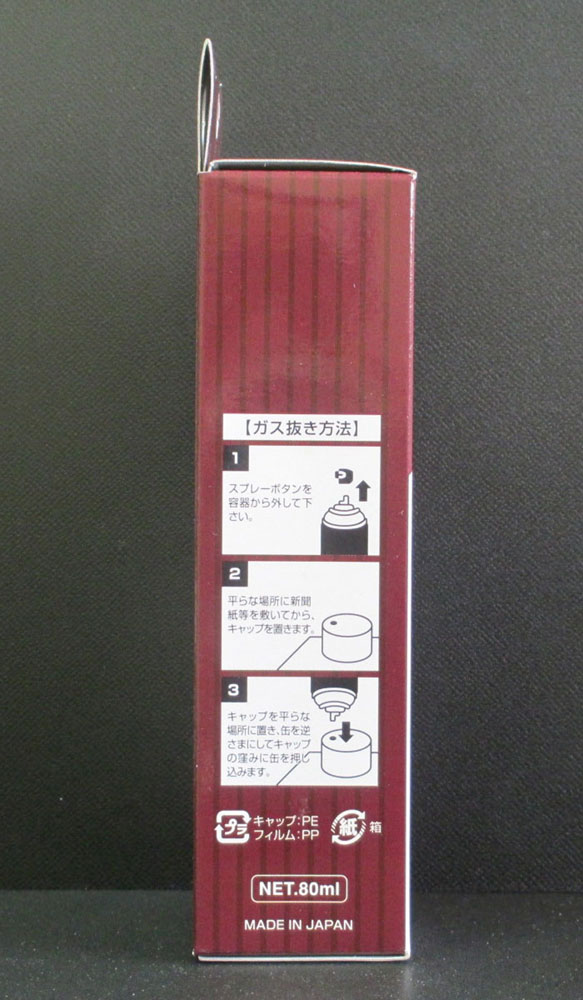 【ガス抜き方法】
1
スプレーボタンを
容器から外して下
さい。
2
平らな場所に新聞
紙等を敷いてから、
キャップを置きます。
3
キャップを平らな
場所に置き、缶を逆
さまにしてキャップ
の窪みに缶を押し
込みます。
プラ
キャップ:PE
フィルム:PP
紙
箱
NET.80ml
MADE IN JAPAN